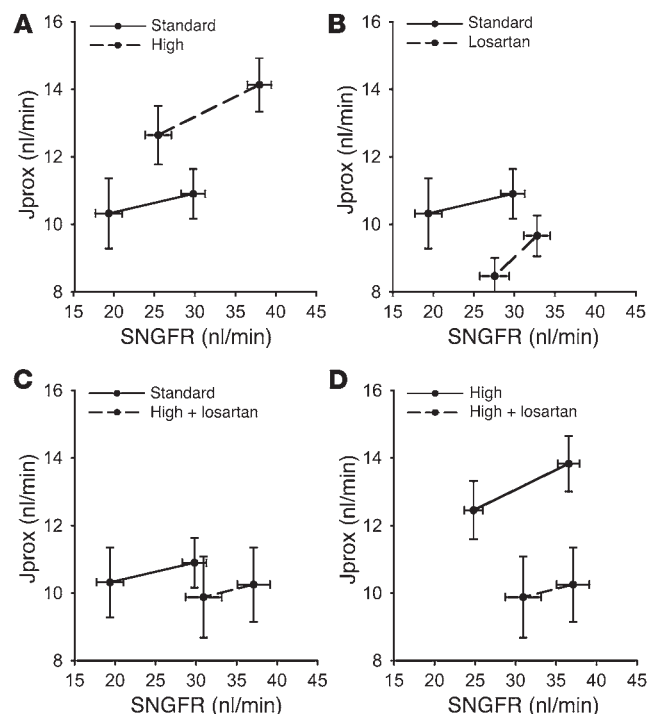 A
Standard
High
Jprox (nl/min)
16
14
12
10
8
15 20 25 30 35 40 45
SNGFR (nl/min)
B
Standard
Losartan
Jprox (nl/min)
16
14
12
10
8
15 20 25 30 35 40 45
SNGFR (nl/min)
C
Standard
High + losartan
Jprox (nl/min)
16
14
12
10
8
15 20 25 30 35 40 45
SNGFR (nl/min)
D
High
High + losartan
Jprox (nl/min)
16
14
12
10
8
15 20 25 30 35 40 45
SNGFR (nl/min)